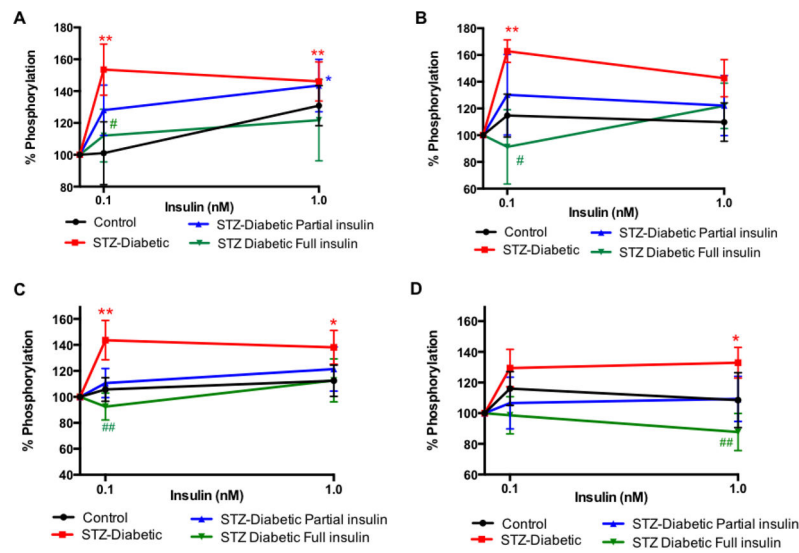 A
180
160
140
120
100
80
% Phosphorylation
**
**
*
#
0.1
1.0
Insulin (nM)
Control
STZ-Diabetic
STZ-Diabetic Partial insulin
STZ Diabetic Full insulin
B
180
160
140
120
100
80
60
% Phosphorylation
**
#
0.1
1.0
Insulin (nM)
Control
STZ-Diabetic
STZ-Diabetic Partial insulin
STZ Diabetic Full insulin
C
160
140
120
100
80
60
40
% Phosphorylation
**
*
##
0.1
1.0
Insulin (nM)
Control
STZ-Diabetic
STZ-Diabetic Partial insulin
STZ Diabetic Full insulin
D
160
140
120
100
80
60
% Phosphorylation
*
##
0.1
1.0
Insulin (nM)
Control
STZ-Diabetic
STZ-Diabetic Partial insulin
STZ Diabetic Full insulin